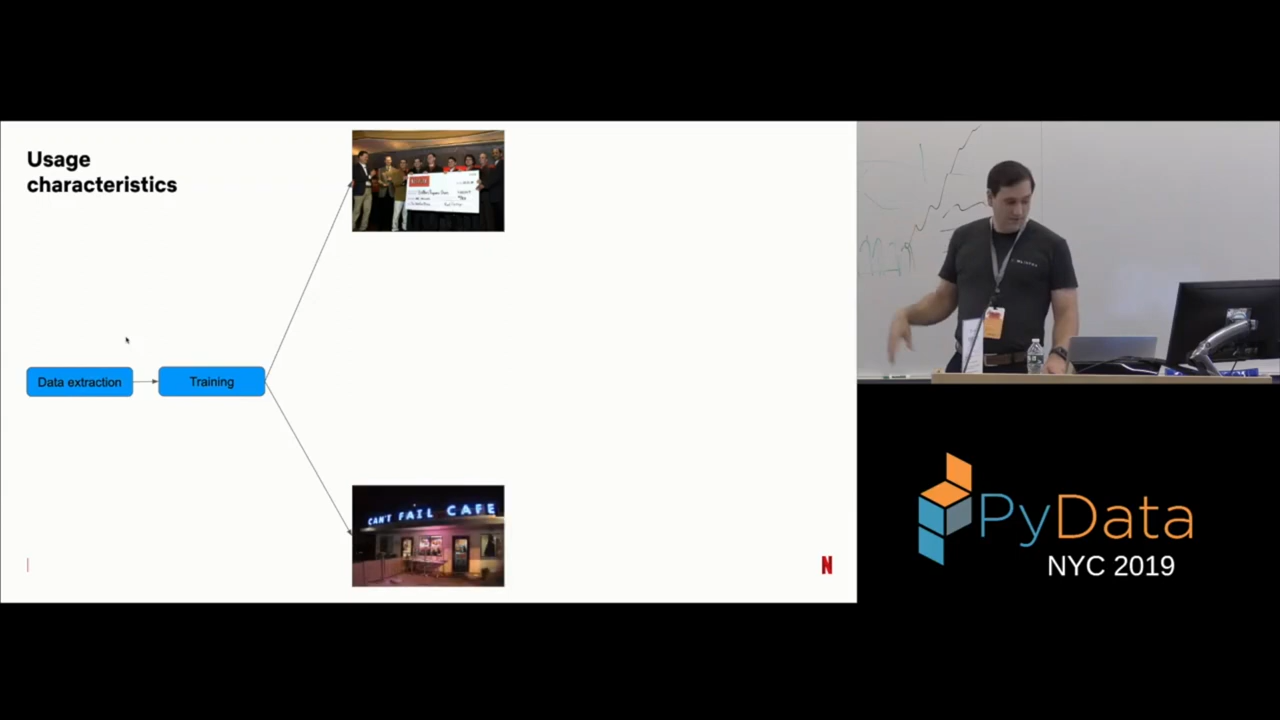 Usage
characteristics
Data extraction
Training
CAN'T FAIL CAFE
N
PyData
NYC 2019